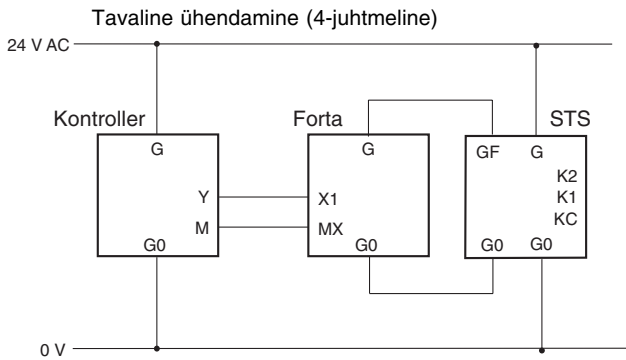 Tavaline ühendamine (4-juhtmeline)
24 V AC
Kontroller
Forta
STS
G
G
GF G
K2
Y
X1
K1
KC
M
MX
G0
G0
G0 G0
0 V